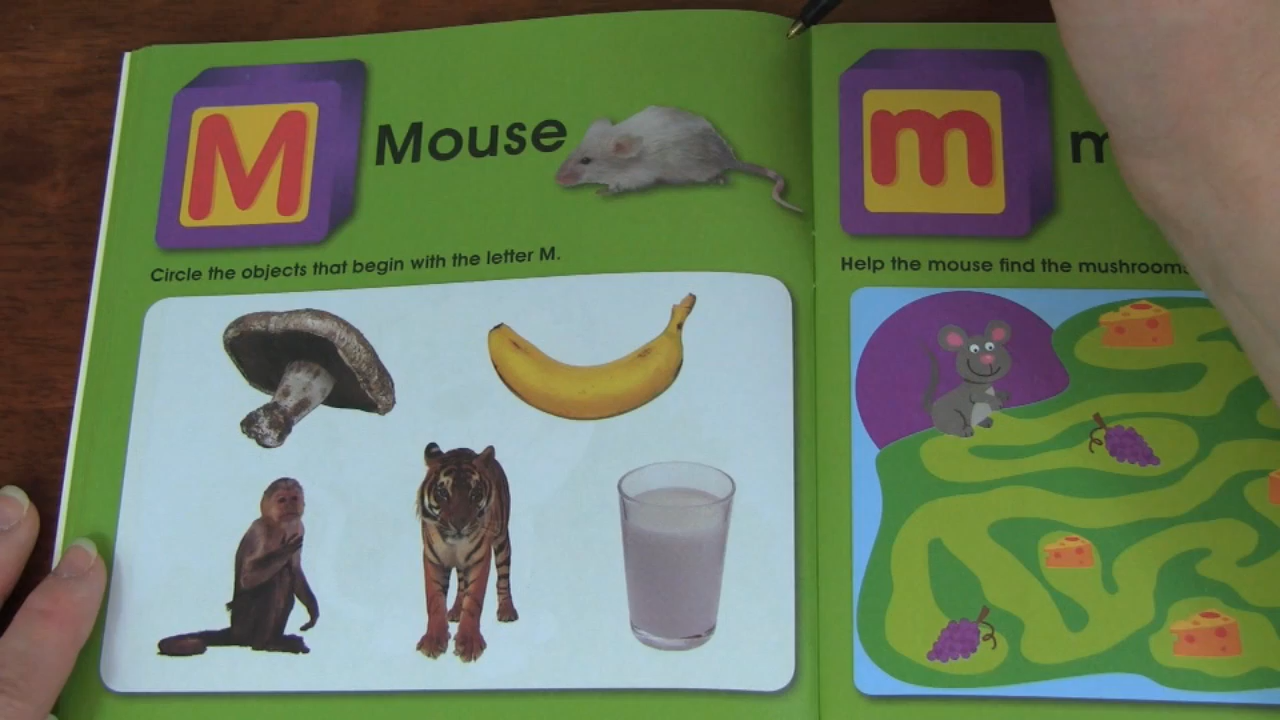 M
Mouse
Circle the objects that begin with the letter M.
m
Help the mouse find the mushrooms